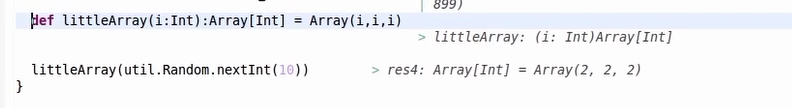 | 899)
def littleArray(i:Int):Array[Int] = Array(i,i,i)
> littleArray: (i: Int)Array[Int]
littleArray(util.Random.nextInt(10)) > res4: Array[Int] = Array(2, 2, 2)
}